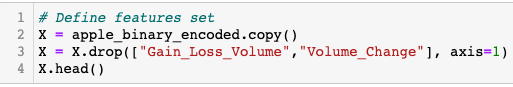 1 # Define features set
2 X = apple_binary_encoded.copy()
3 X = X.drop(["Gain_Loss_Volume","Volume_Change"], axis=1)
4 X.head()